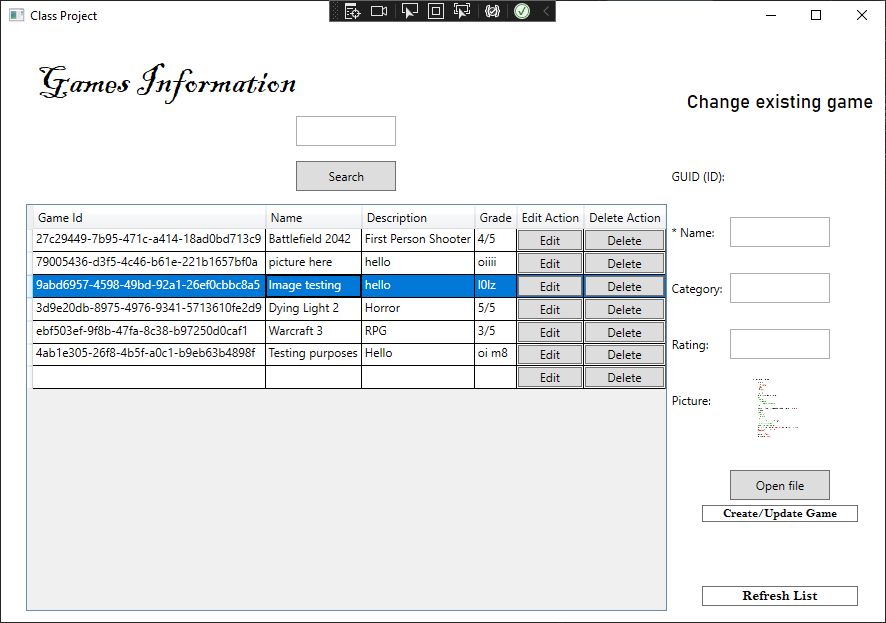 Class Project
Games Information
Change existing game
Search
GUID (ID):
Game Id Name Description Grade Edit Action Delete Action
27c29449-7b95-471c-a414-18ad0bd713c9 Battlefield 2042 First Person Shooter 4/5 Edit Delete
* Name:
79005436-d3f5-4c46-b61e-221b1657bf0a picture here hello oiiii Edit Delete
9abd6957-4598-49bd-92a1-26ef0cbbc8a5 Image testing hello l0lz Edit Delete
Category:
3d9e20db-8975-4976-9341-5713610fe2d9 Dying Light 2 Horror 5/5 Edit Delete
ebf503ef-9f8b-47fa-8c38-b97250d0caf1 Warcraft 3 RPG 3/5 Edit Delete
Rating:
4ab1e305-26f8-4b5f-a0c1-b9eb63b4898f Testing purposes Hello oi m8 Edit Delete
Edit Delete
Picture:
Open file
Create/Update Game
Refresh List